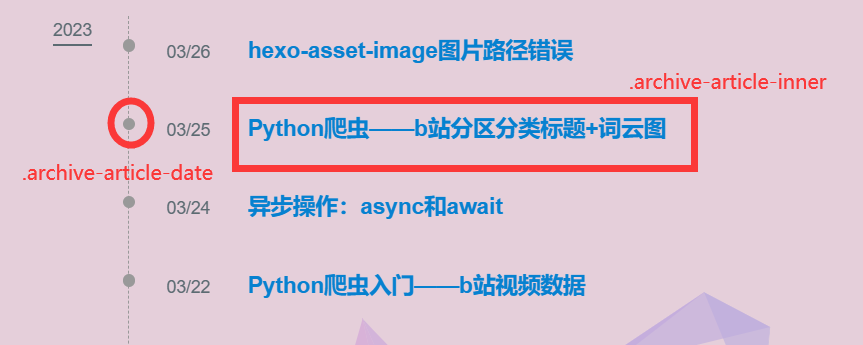 2023
03/26 hexo-asset-image图片路径错误
.archive-article-inner
03/25 Python爬虫——b站分区分类标题+词云图
.archive-article-date
03/24 异步操作：async和await
03/22 Python爬虫入门——b站视频数据